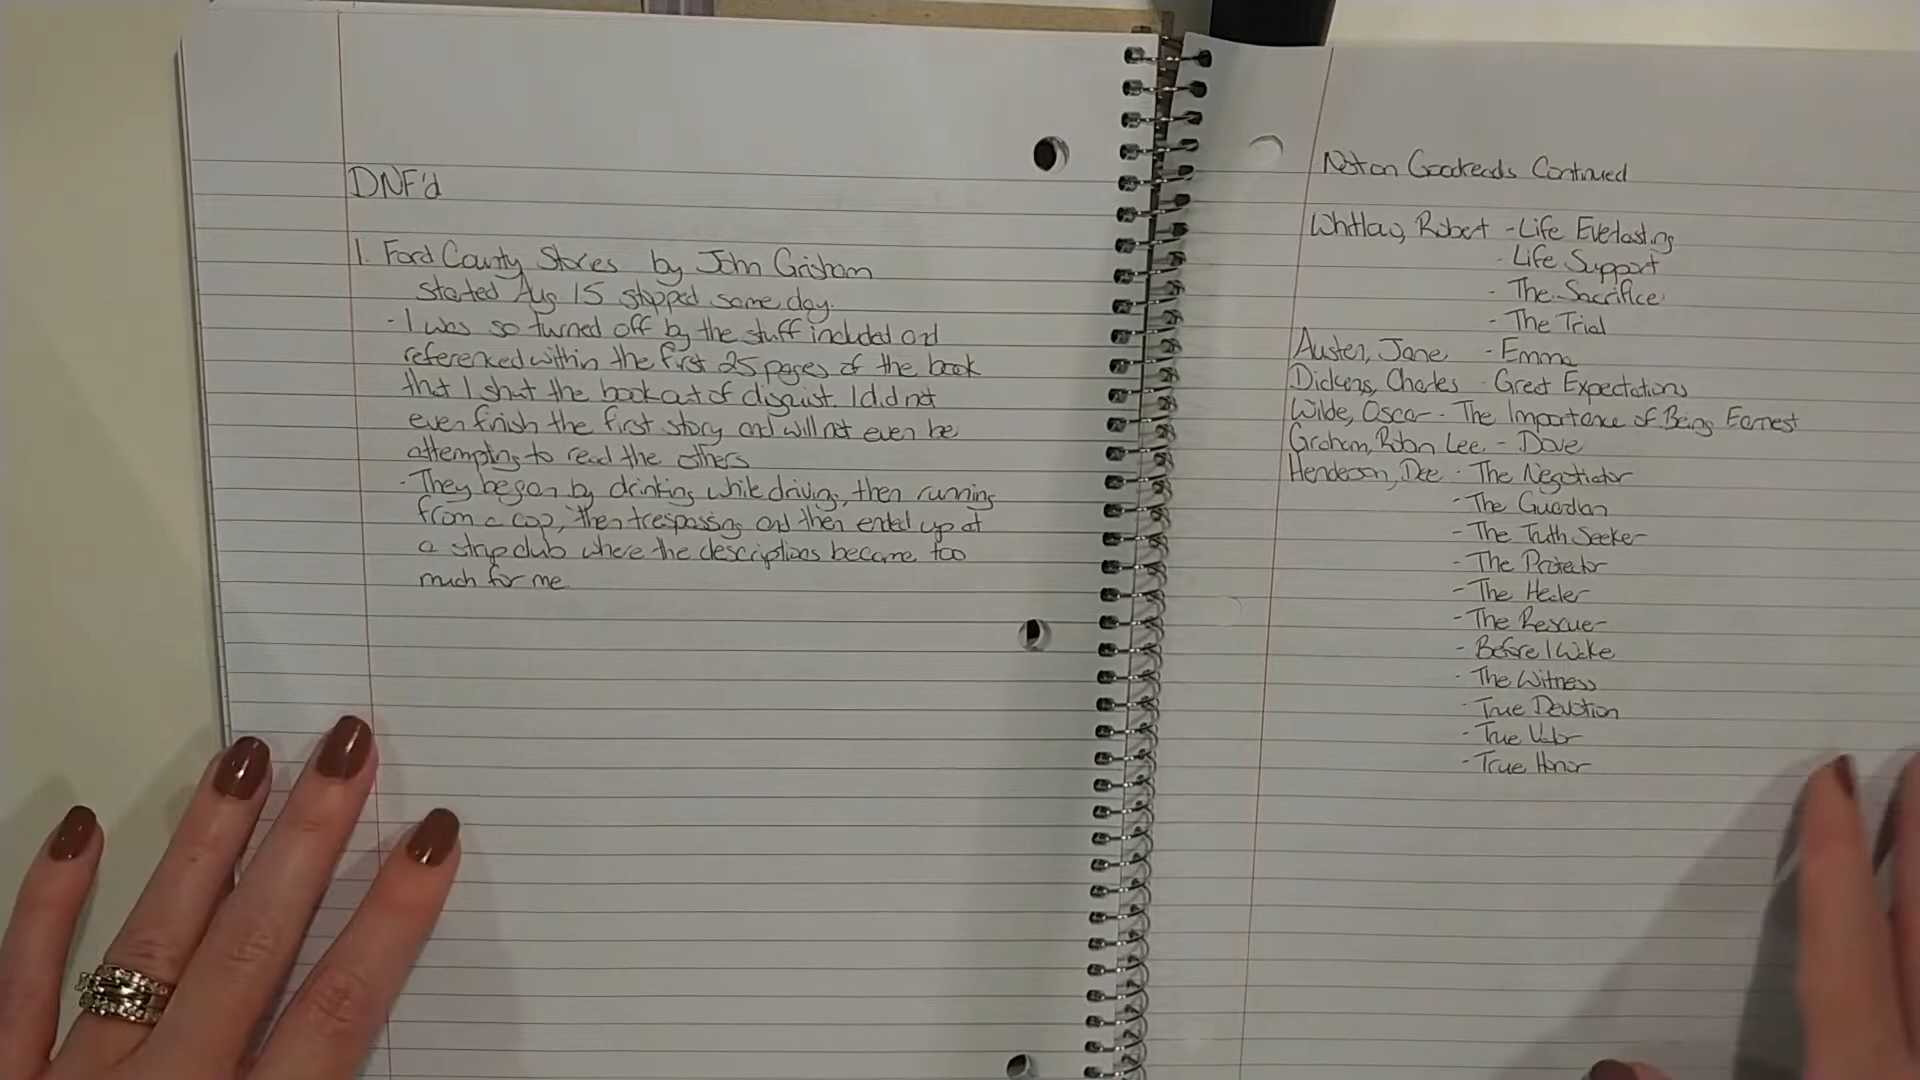 DNF'd
1. Ford County Stories by John Grisham
started Aug 15 stopped same day.
- I was so turned off by the stuff included and
referenced within the first 25 pages of the book
that I shut the book out of disgust. I did not
even finish the first story and will not even be
attempting to read the others
- They began by drinking while driving, then running
from a cop, then trespassing and then ended up at
a strip club where the descriptions became too
much for me
Not on Goodreads Continued
Whitlow, Robert - Life Everlasting
- Life Support
- The Sacrifice
- The Trial
Austen, Jane - Emma
Dickens, Charles - Great Expectations
Wilde, Oscar - The Importance of Being Earnest
Graham, Robin Lee - Dove
Henderson, Dee - The Negotiator
- The Guardian
- The Truth Seeker
- The Protector
- The Healer
- The Rescuer
- Before I Wake
- The Witness
- True Devotion
- True Valor
- True Honor